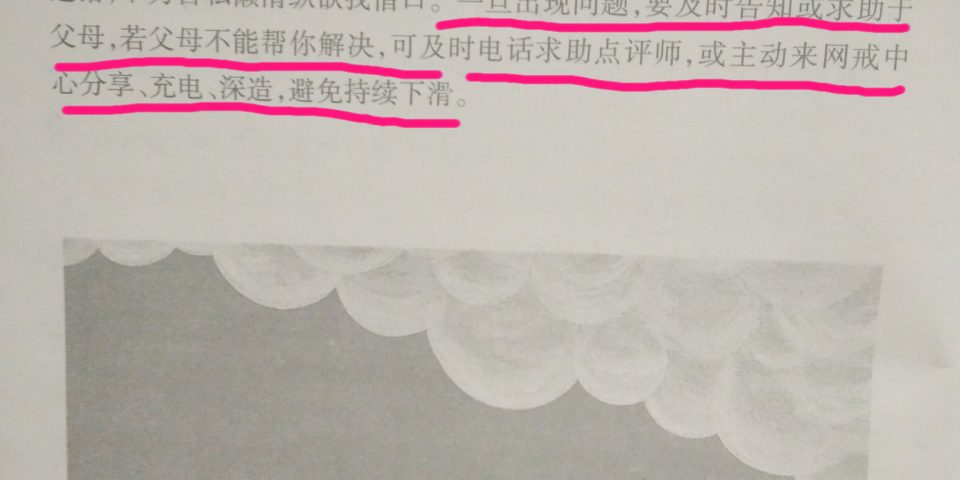 。一旦出现问题,要及时告知或求助于
父母,若父母不能帮你解决,可及时电话求助点评师,或主动来网戒中
心分享、充电、深造,避免持续下滑。